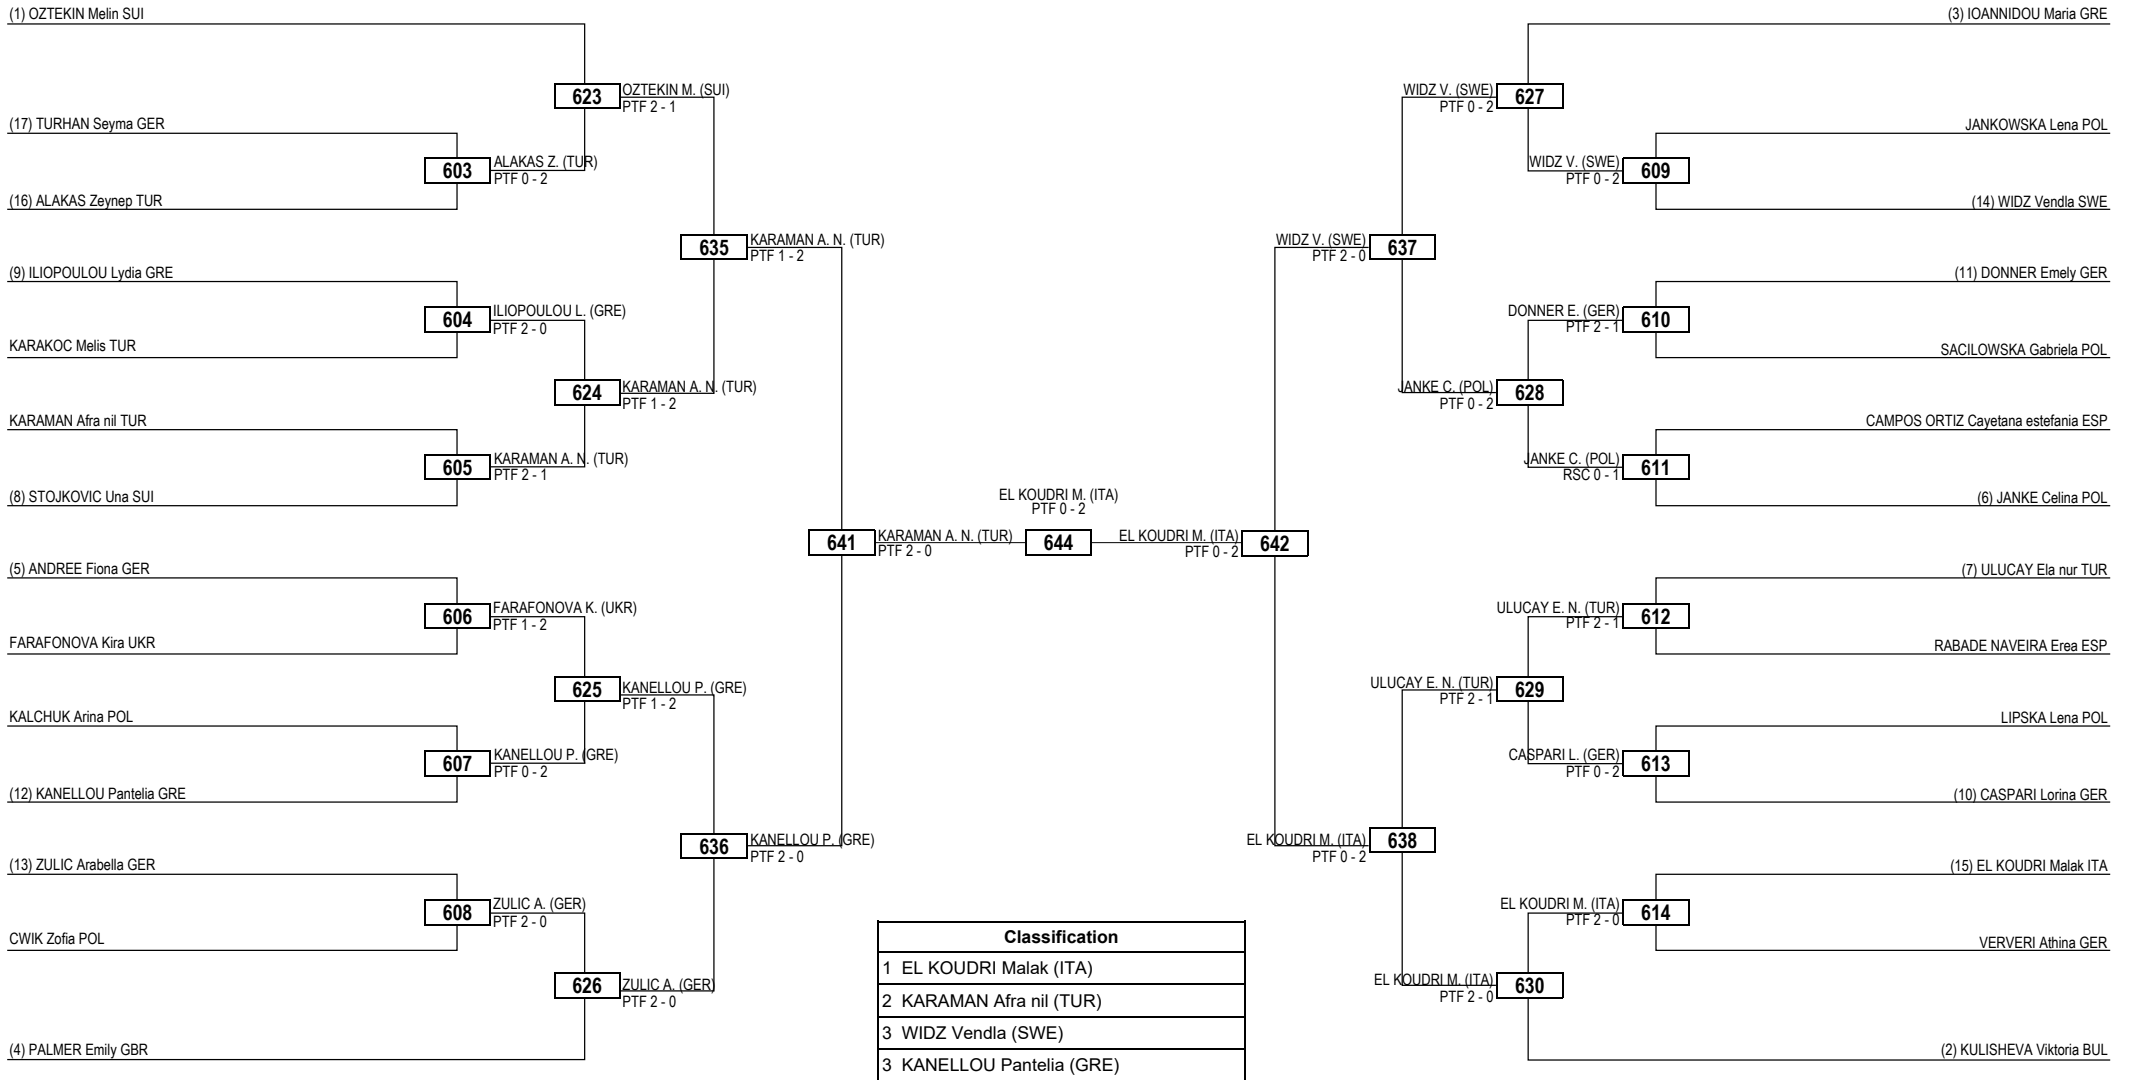 (1) OZTEKIN Melin SUI
623
OZTEKIN M. (SUI)
PTF 2 - 1
(17) TURHAN Seyma GER
603
ALAKAS Z. (TUR)
PTF 0 - 2
(16) ALAKAS Zeynep TUR
635
KARAMAN A. N. (TUR)
PTF 1 - 2
(9) ILIOPOULOU Lydia GRE
604
ILIOPOULOU L. (GRE)
PTF 2 - 0
KARAKOC Melis TUR
624
KARAMAN A. N. (TUR)
PTF 1 - 2
KARAMAN Afra nil TUR
605
KARAMAN A. N. (TUR)
PTF 2 - 1
(8) STOJKOVIC Una SUI
641
KARAMAN A. N. (TUR)
PTF 2 - 0
(5) ANDREE Fiona GER
606
FARAFONOVA K. (UKR)
PTF 1 - 2
FARAFONOVA Kira UKR
625
KANELLOU P. (GRE)
PTF 1 - 2
KALCHUK Arina POL
607
KANELLOU P. (GRE)
PTF 0 - 2
(12) KANELLOU Pantelia GRE
636
KANELLOU P. (GRE)
PTF 2 - 0
(13) ZULIC Arabella GER
608
ZULIC A. (GER)
PTF 2 - 0
CWIK Zofia POL
626
ZULIC A. (GER)
PTF 2 - 0
(4) PALMER Emily GBR
EL KOUDRI M. (ITA)
PTF 0 - 2
644
(3) IOANNIDOU Maria GRE
WIDZ V. (SWE)
PTF 0 - 2
627
JANKOWSKA Lena POL
WIDZ V. (SWE)
PTF 0 - 2
609
(14) WIDZ Vendla SWE
WIDZ V. (SWE)
PTF 2 - 0
637
(11) DONNER Emely GER
DONNER E. (GER)
PTF 2 - 1
610
SACILOWSKA Gabriela POL
JANKE C. (POL)
PTF 0 - 2
628
CAMPOS ORTIZ Cayetana estefania ESP
JANKE C. (POL)
RSC 0 - 1
611
(6) JANKE Celina POL
EL KOUDRI M. (ITA)
PTF 0 - 2
642
(7) ULUCAY Ela nur TUR
ULUCAY E. N. (TUR)
PTF 2 - 1
612
RABADE NAVEIRA Erea ESP
ULUCAY E. N. (TUR)
PTF 2 - 1
629
LIPSKA Lena POL
CASPARI L. (GER)
PTF 0 - 2
613
(10) CASPARI Lorina GER
EL KOUDRI M. (ITA)
PTF 0 - 2
638
(15) EL KOUDRI Malak ITA
EL KOUDRI M. (ITA)
PTF 2 - 0
614
VERVERI Athina GER
EL KOUDRI M. (ITA)
PTF 2 - 0
630
(2) KULISHEVA Viktoria BUL
Classification
1 EL KOUDRI Malak (ITA)
2 KARAMAN Afra nil (TUR)
3 WIDZ Vendla (SWE)
3 KANELLOU Pantelia (GRE)